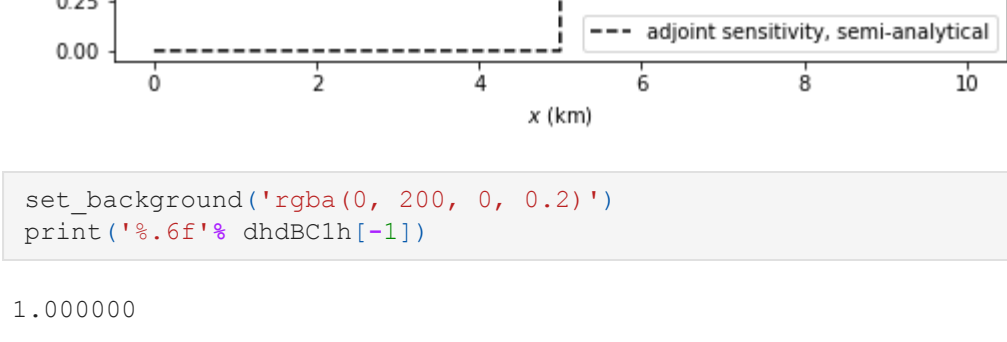 0.25
0.00
adjoint sensitivity, semi-analytical
0 2 4 6 8 10
x (km)
set_background('rgba(0, 200, 0, 0.2)')
print('%.6f'% dhdBC1h[-1])
1.000000